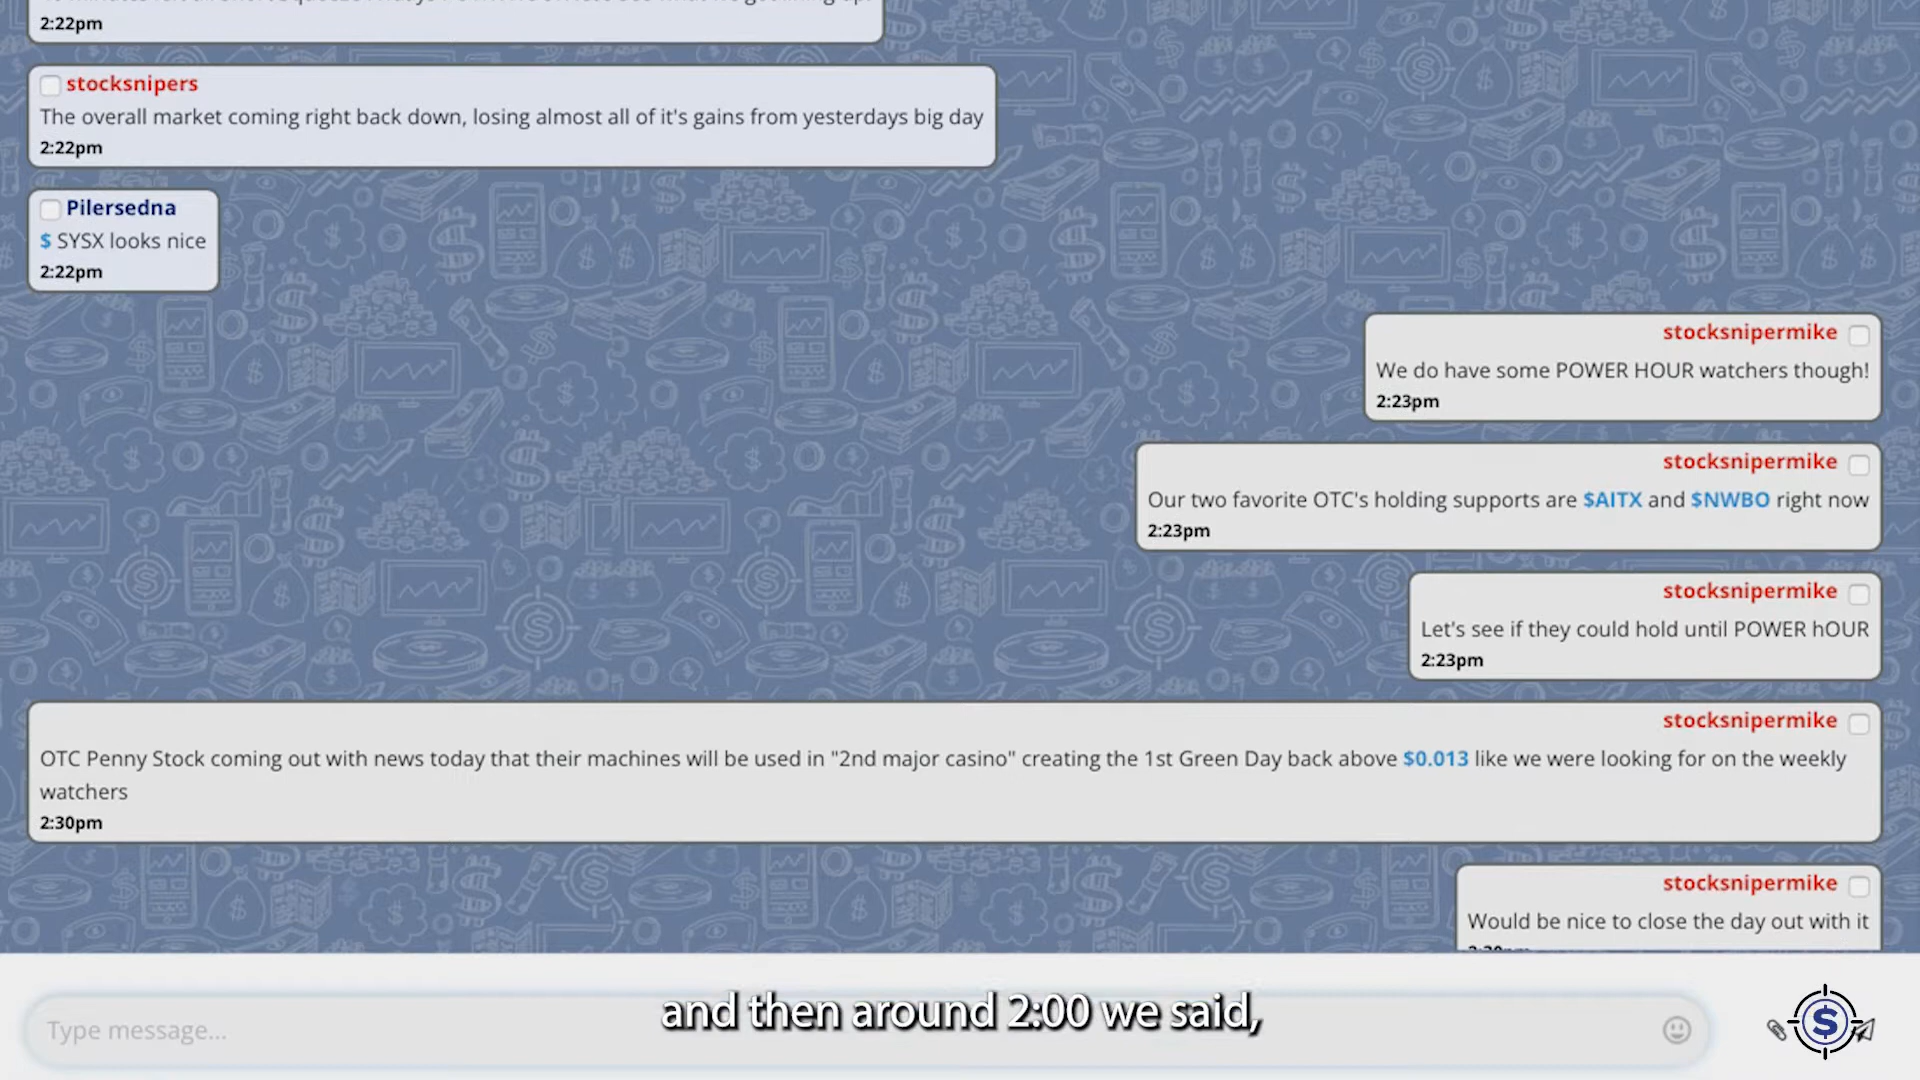 2:22pm
stocksnipers
The overall market coming right back down, losing almost all of it's gains from yesterdays big day
2:22pm
Pilersedna
$ SYSX looks nice
2:22pm
stocksnipermike
We do have some POWER HOUR watchers though!
2:23pm
stocksnipermike
Our two favorite OTC's holding supports are $AITX and $NWBO right now
2:23pm
stocksnipermike
Let's see if they could hold until POWER hOUR
2:23pm
stocksnipermike
OTC Penny Stock coming out with news today that their machines will be used in "2nd major casino" creating the 1st Green Day back above $0.013 like we were looking for on the weekly
watchers
2:30pm
stocksnipermike
Would be nice to close the day out with it
and then around 2:00 we said,
Type message...